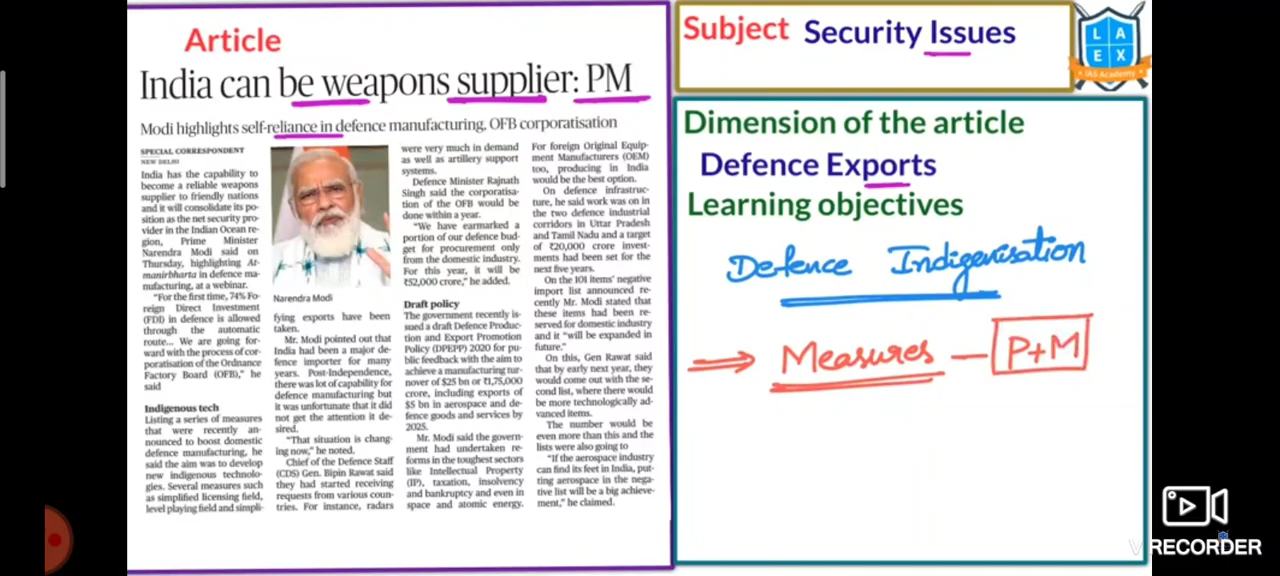 Article
India can be weapons supplier: PM
Modi highlights self-reliance in defence manufacturing, OFB corporatisation
SPECIAL CORRESPONDENT
NEW DELHI
India has the capability to
become a reliable weapons
supplier to friendly nations
and it will consolidate its po-
sition as the net security pro-
vider in the Indian Ocean re-
gion, Prime Minister
Narendra Modi said on
Thursday, highlighting At-
manirbharta in defence ma-
nufacturing, at a webinar.
"For the first time, 74% Fo-
reign Direct Investment
(FDI) in defence is allowed
through the automatic
route... We are going for-
ward with the process of cor-
poratisation of the Ordnance
Factory Board (OFB)," he
said
Indigenous tech
Listing a series of measures
that were recently an-
nounced to boost domestic
defence manufacturing, he
said the aim was to develop
new indigenous technolo-
gies. Several measures such
as simplified licensing field,
level playing field and simpli-
Narendra Modi
fying exports have been
taken.
Mr. Modi pointed out that
India had been a major de-
fence importer for many
years. Post-Independence,
there was lot of capability for
defence manufacturing but
it was unfortunate that it did
not get the attention it de-
sired.
"That situation is chang-
ing now," he noted.
Chief of the Defence Staff
(CDS) Gen. Bipin Rawat said
they had started receiving
requests from various coun-
tries. For instance, radars
were very much in demand
as well as artillery support
systems.
Defence Minister Rajnath
Singh said the corporatisa-
tion of the OFB would be
done within a year.
"We have earmarked a
portion of our defence bud-
get for procurement only
from the domestic industry.
For this year, it will be
₹52,000 crore," he added.
Draft policy
The government recently is-
sued a draft Defence Produc-
tion and Export Promotion
Policy (DPEPP) 2020 for pu-
blic feedback with the aim to
achieve a manufacturing tur-
nover of $25 bn or ₹1,75,000
crore, including exports of
$5 bn in aerospace and de-
fence goods and services by
2025.
Mr. Modi said the govern-
ment had undertaken re-
forms in the toughest sectors
like Intellectual Property
(IP), taxation, insolvency
and bankruptcy and even in
space and atomic energy.
For foreign Original Equip-
ment Manufacturers (OEM)
too, producing in India
would be the best option.
On defence infrastruc-
ture, he said work was on in
the two defence industrial
corridors in Uttar Pradesh
and Tamil Nadu and a target
of ₹20,000 crore invest-
ments had been set for the
next five years.
On the 101 items' negative
import list announced re-
cently Mr. Modi stated that
these items had been re-
served for domestic industry
and it "will be expanded in
future."
On this, Gen Rawat said
that by early next year, they
would come out with the se-
cond list, where there would
be more technologically ad-
vanced items.
The number would be
even more than this and the
lists were also going to
"If the aerospace industry
can find its feet in India, put-
ting aerospace in the nega-
tive list will be a big achieve-
ment," he claimed.
Subject Security Issues
L A
E X
IAS Academy
Dimension of the article
Defence Exports
Learning objectives
Defence Indigenisation
⇒ Measures — P+M
V RECORDER